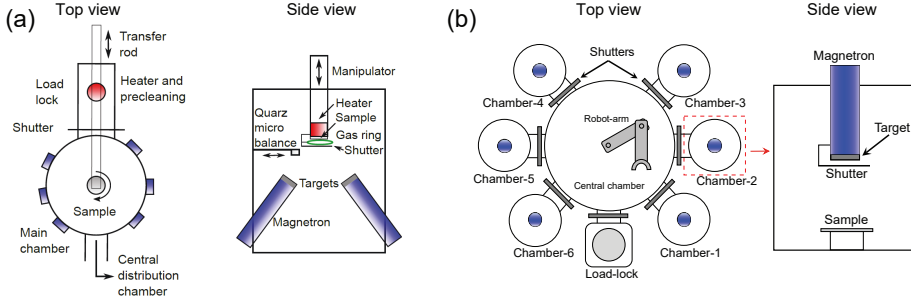 (a)
Top view
Transfer
rod
Load
lock
Heater and
precleaning
Shutter
Sample
Main
chamber
Central
distribution
chamber
Side view
Manipulator
Heater
Sample
Quarz
micro
balance
Gas ring
Shutter
Targets
Magnetron
(b)
Top view
Shutters
Chamber-4
Chamber-3
Robot-arm
Chamber-5
Chamber-2
Central chamber
Chamber-6
Chamber-1
Load-lock
Side view
Magnetron
Target
Shutter
Sample